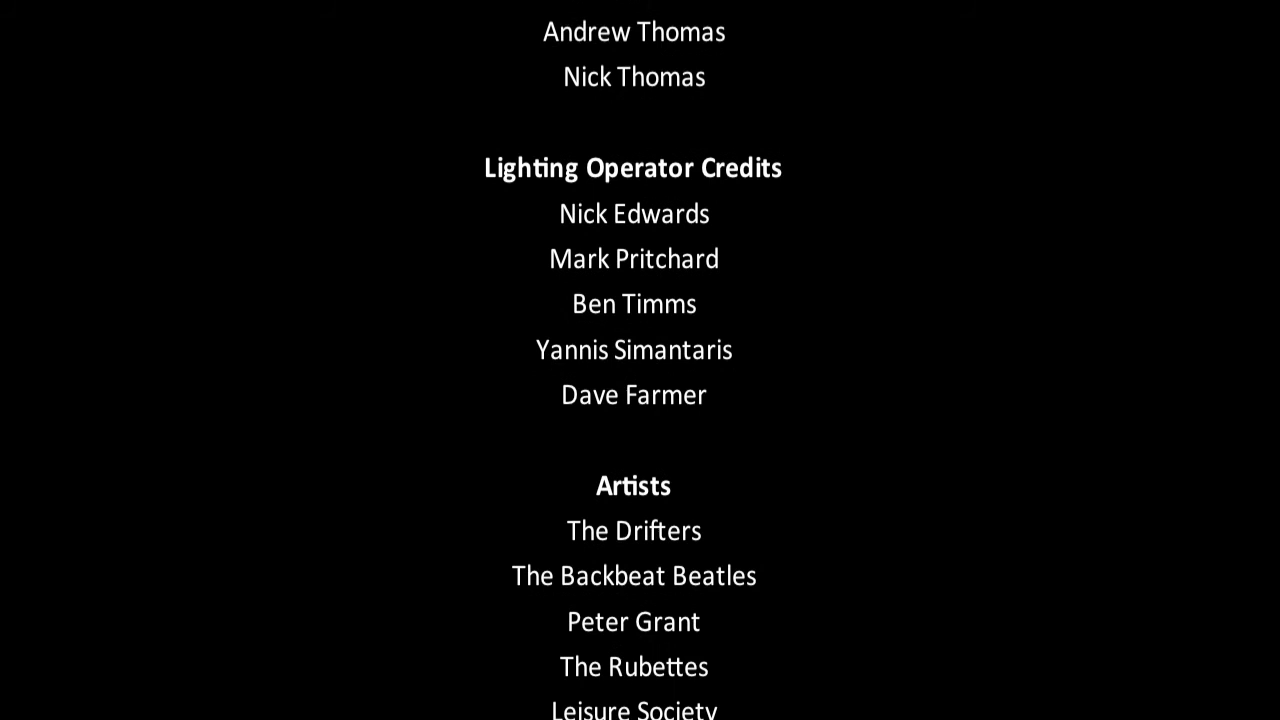 Andrew Thomas
Nick Thomas
Lighting Operator Credits
Nick Edwards
Mark Pritchard
Ben Timms
Yannis Simantaris
Dave Farmer
Artists
The Drifters
The Backbeat Beatles
Peter Grant
The Rubettes
Leisure Society